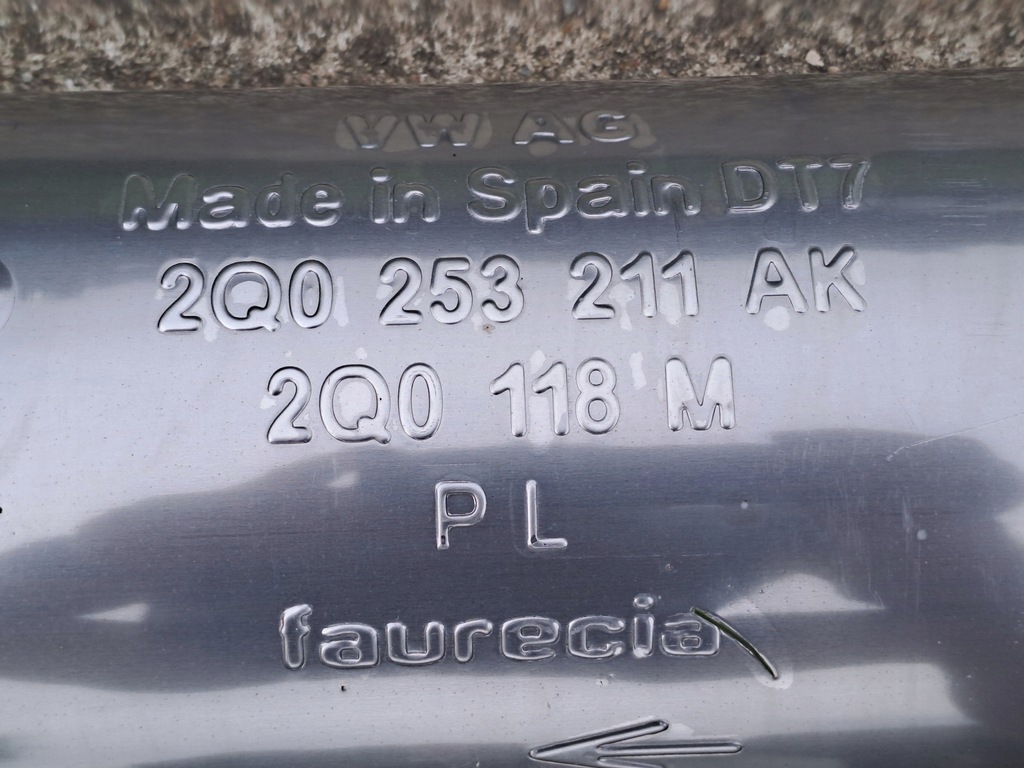 VW AG
Made in Spain DT7
2Q0 253 211 AK
2Q0 118 M
P L
faurecia